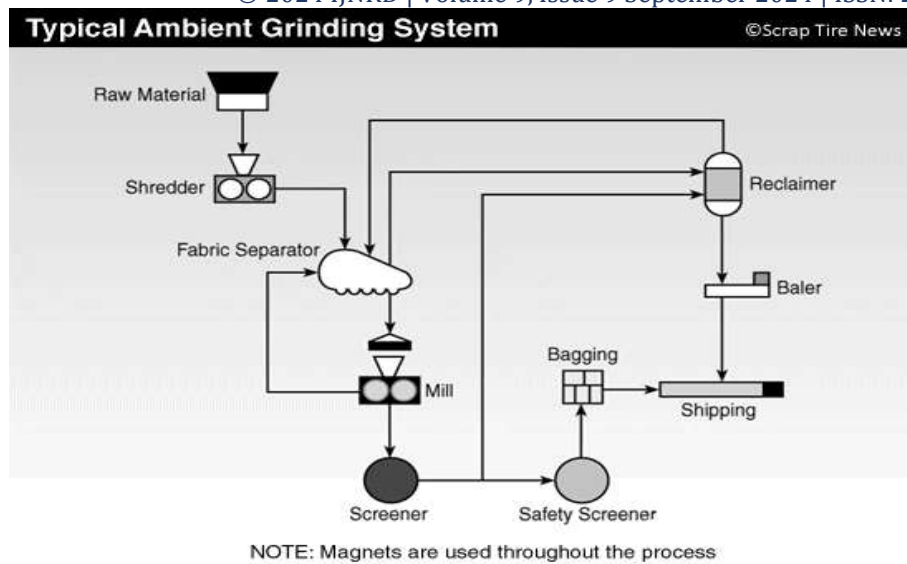 Typical Ambient Grinding System
©Scrap Tire News
Raw Material
Shredder
Reclaimer
Fabric Separator
Baler
Bagging
Mill
Shipping
Screener
Safety Screener
NOTE: Magnets are used throughout the process